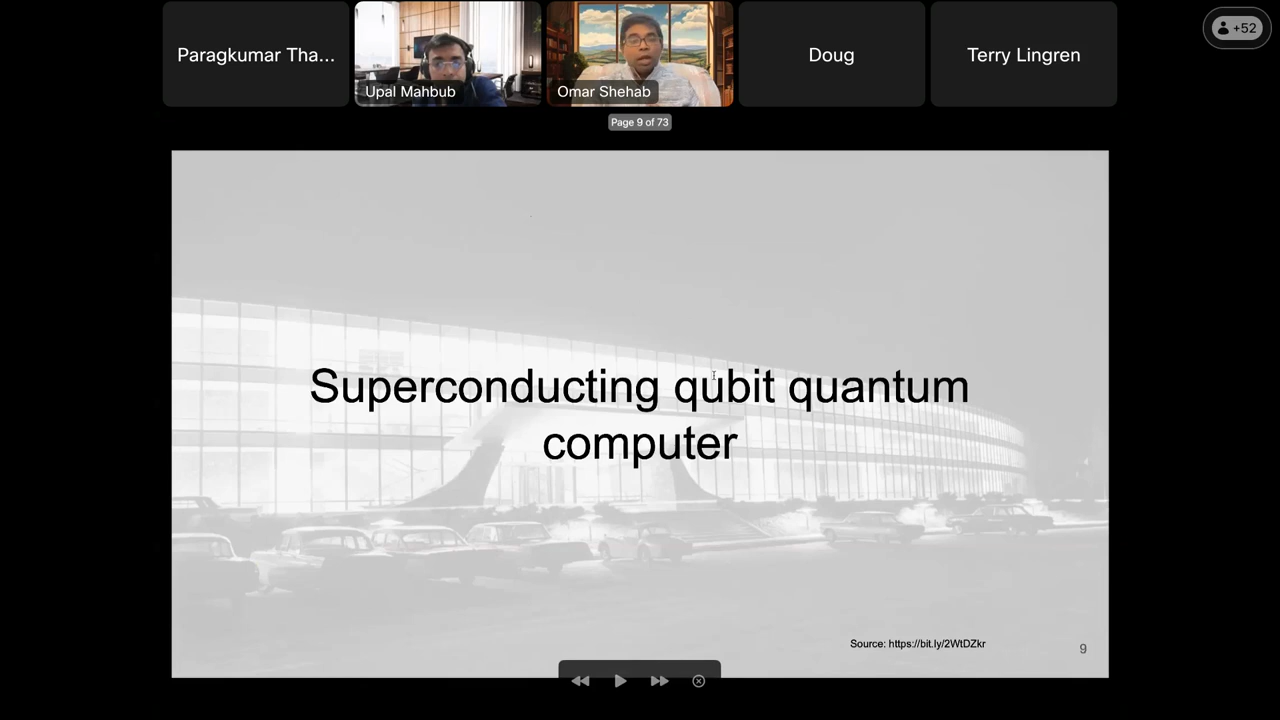 Paragkumar Tha...
Upal Mahbub
Omar Shehab
Doug
Terry Lingren
+52
Page 9 of 73
Superconducting qubit quantum
computer
Source: https://bit.ly/2WtDZkr
9